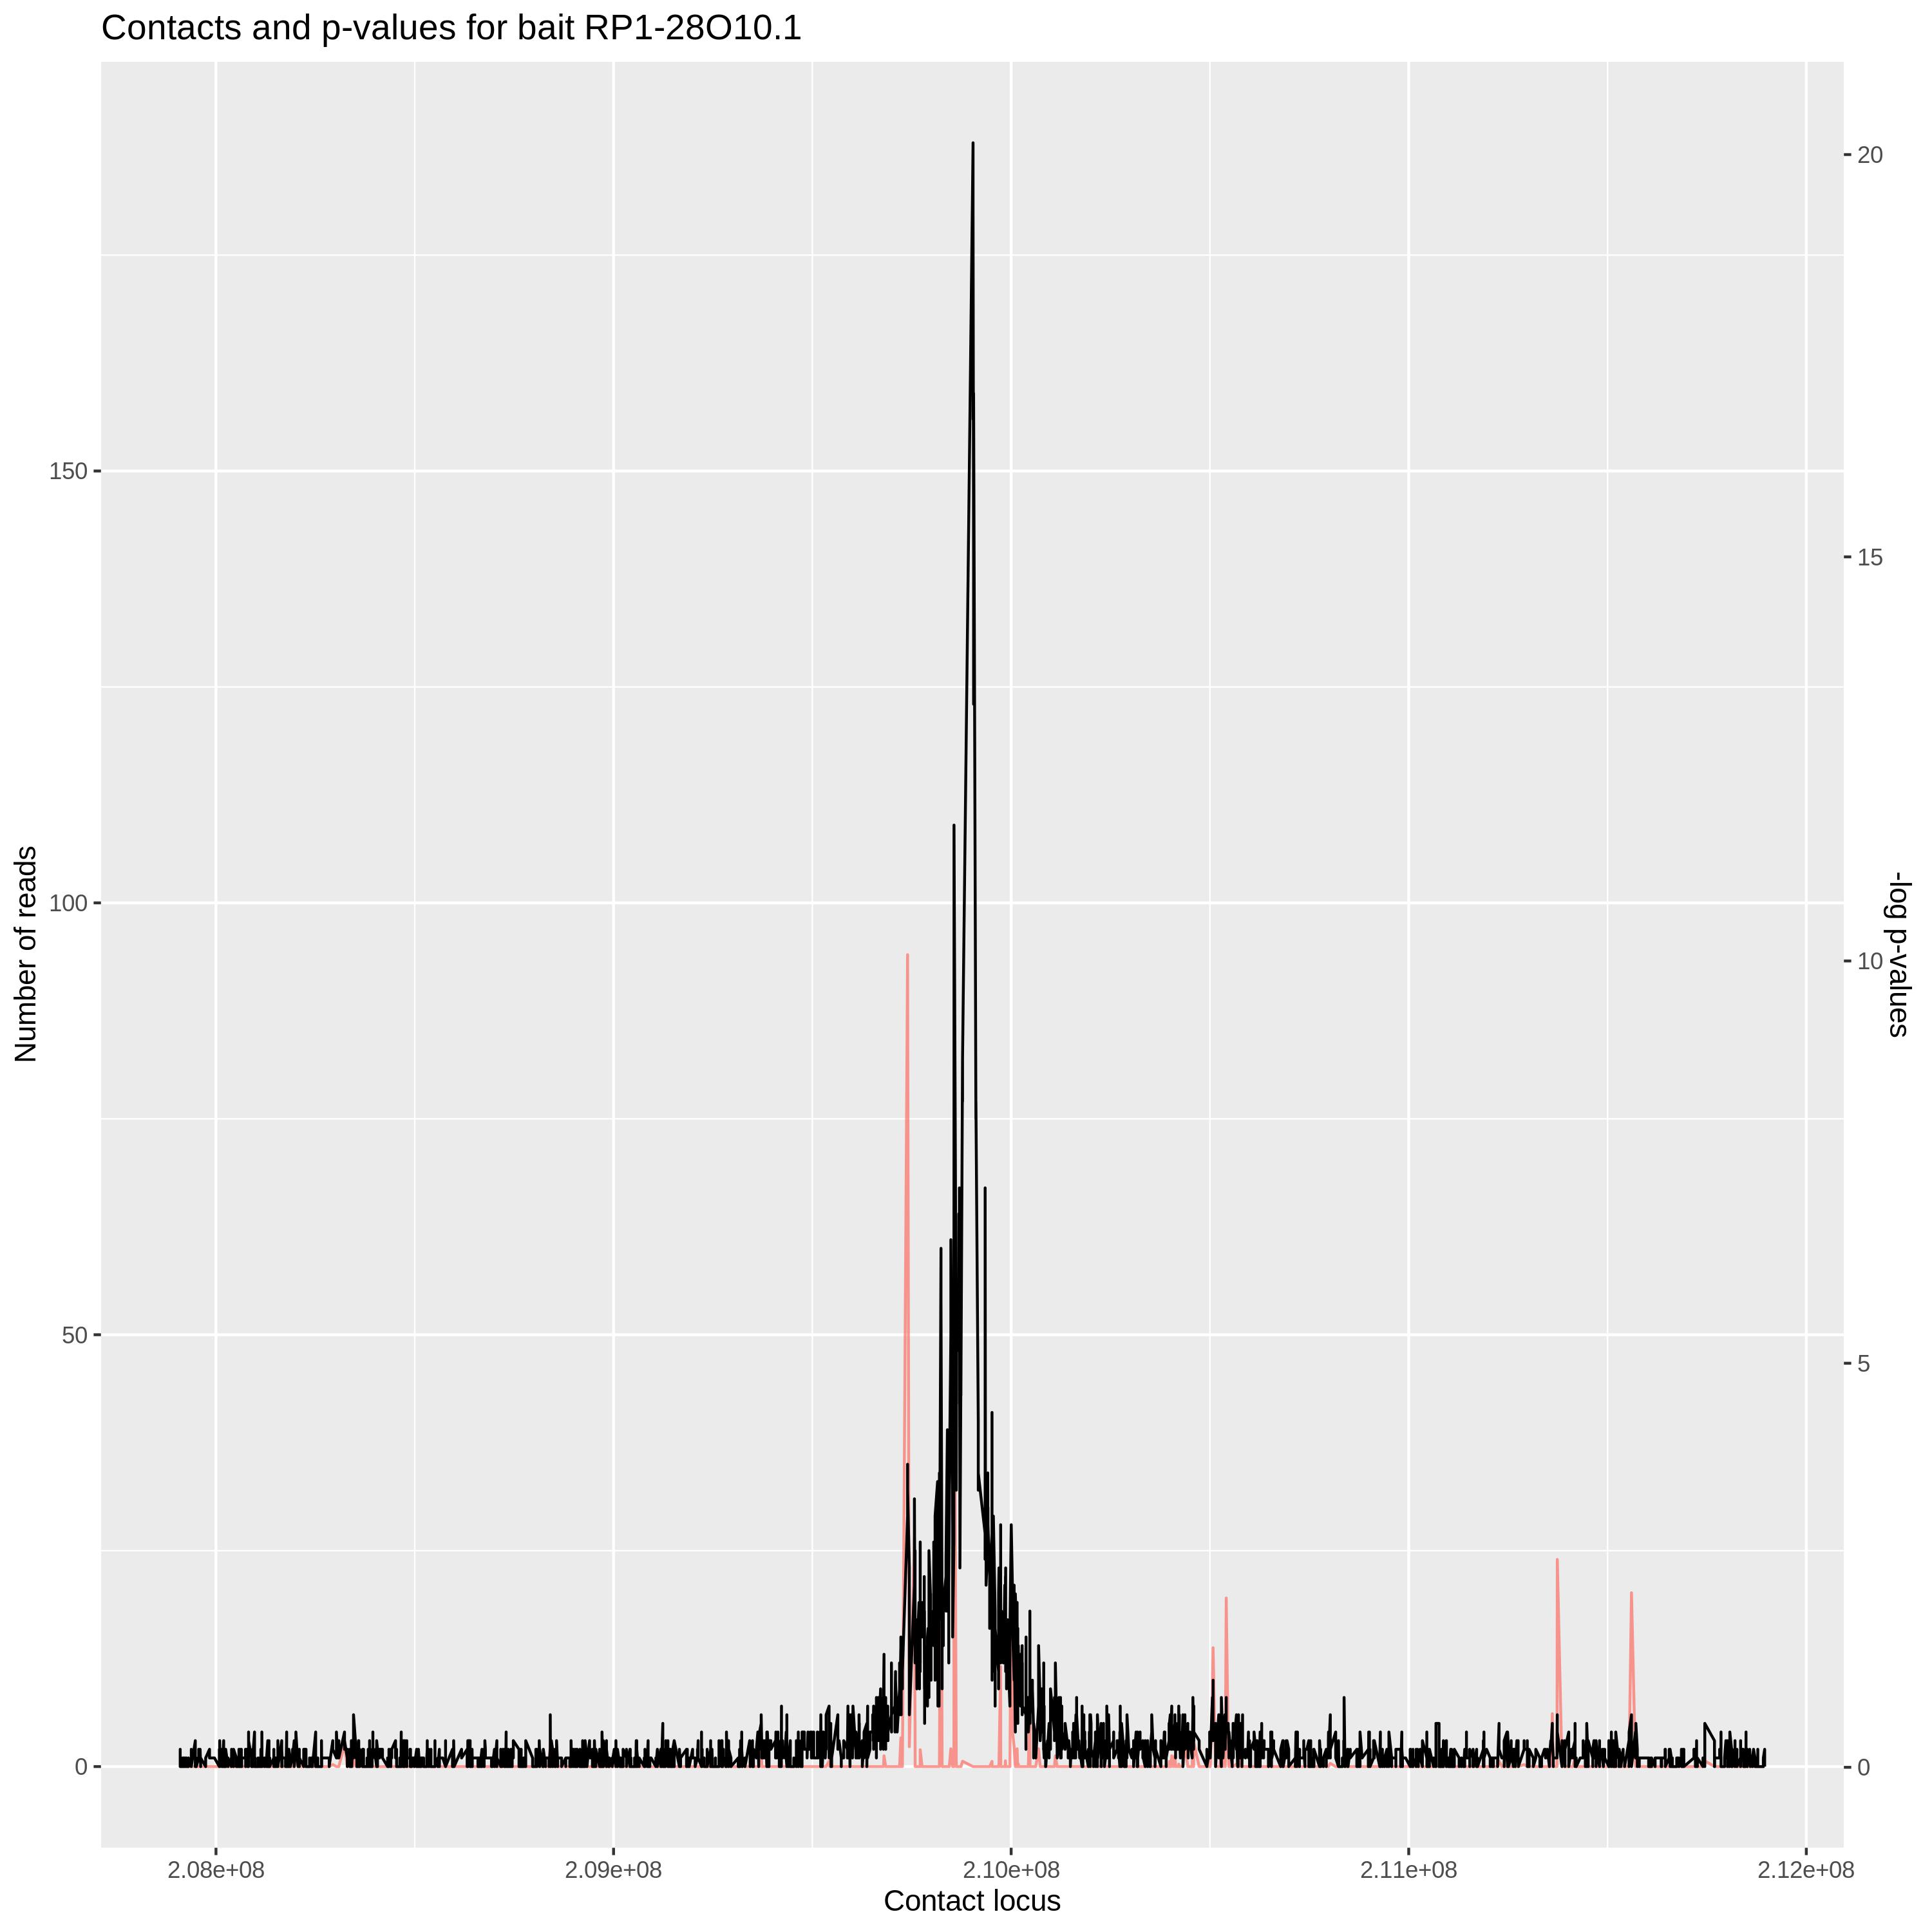 Contacts and p-values for bait RP1-28O10.1
Number of reads
150
100
50
0
20
15
10
5
0
-log p-values
2.08e+08
2.09e+08
2.10e+08
2.11e+08
2.12e+08
Contact locus